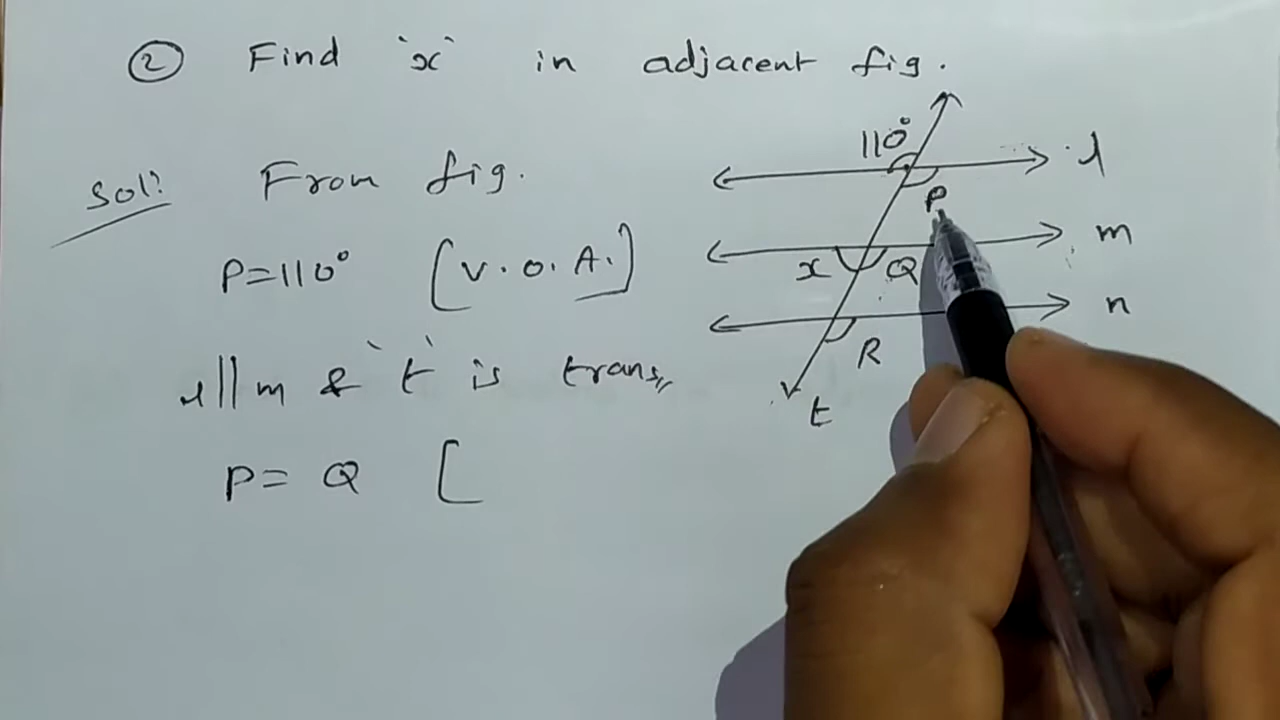 ② Find 'x' in adjacent fig.
Sol: From fig.
P=110° [V.O.A.]
l||m & 't' is trans,,
P= Q [
110°
l
P
m
x Q
n
R
t